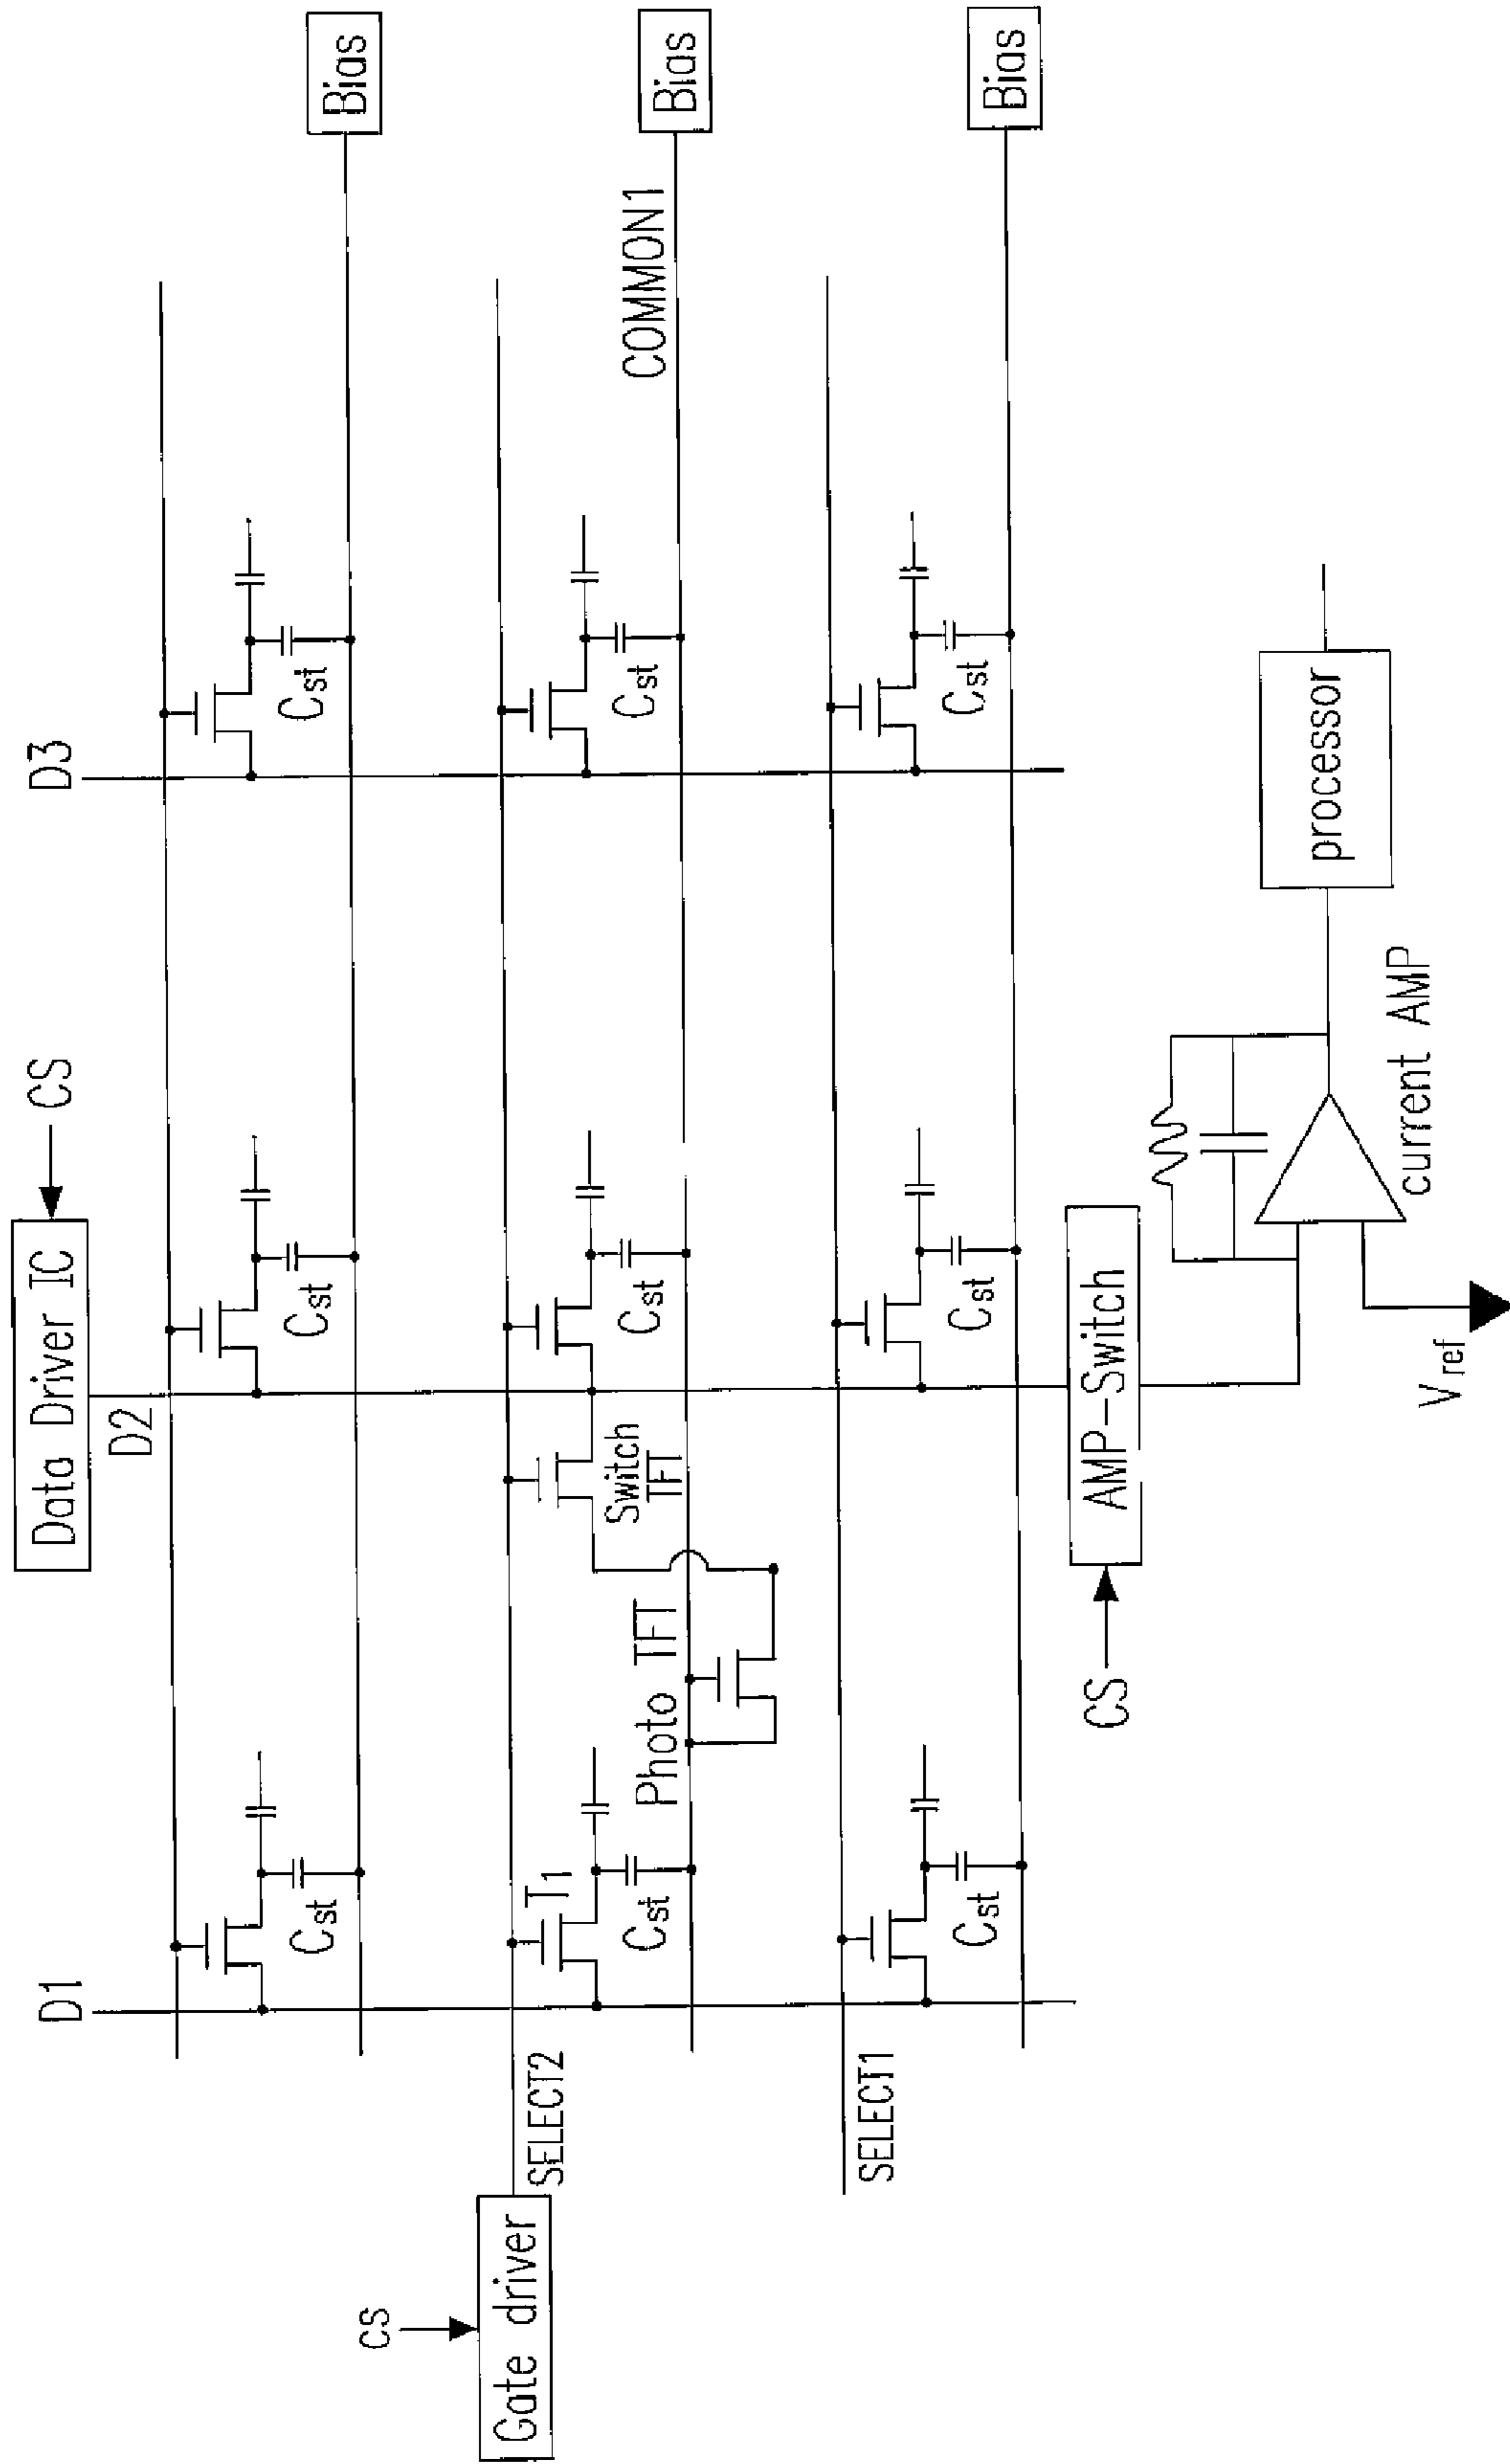 CS
Data Driver IC
D1
D2
D3
Bias
Cst
Cst
Cst
CS
Gate driver
SELECT2
T1
Cst
Photo TFT
Switch
TFT
Cst
Cst
COMMON1
Bias
SELECT1
Cst
Cst
Cst
Bias
CS
AMP-Switch
Vref
current AMP
processor